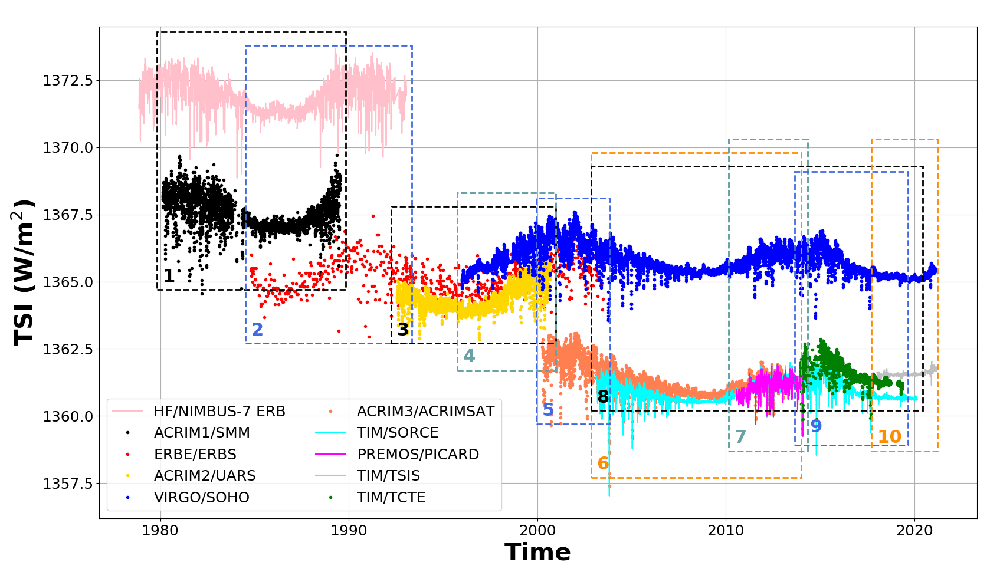 TSI (W/m²)
1372.5
1370.0
1367.5
1365.0
1362.5
1360.0
1357.5
1
2
3
4
5
6
7
8
9
10
HF/NIMBUS-7 ERB
ACRIM1/SMM
ERBE/ERBS
ACRIM2/UARS
VIRGO/SOHO
ACRIM3/ACRIMSAT
TIM/SORCE
PREMOS/PICARD
TIM/TSIS
TIM/TCTE
1980
1990
2000
2010
2020
Time